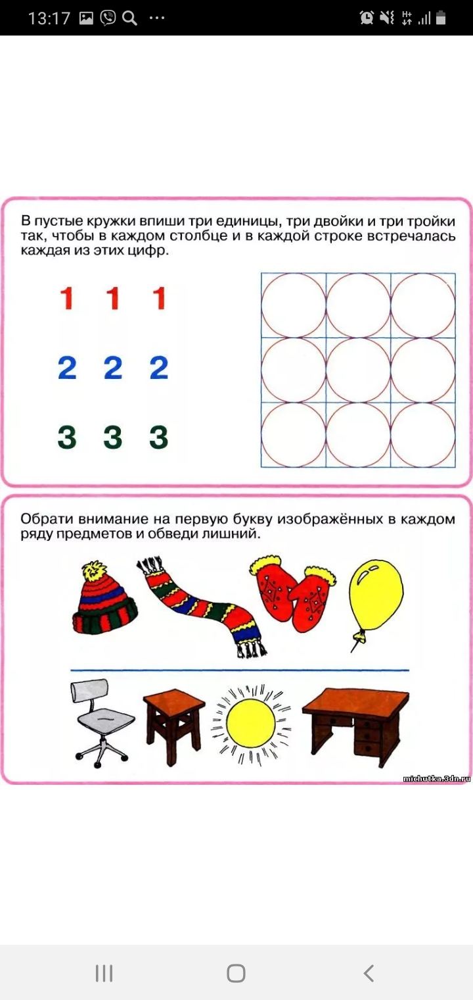 13:17
H+
В пустые кружки впиши три единицы, три двойки и три тройки
так, чтобы в каждом столбце и в каждой строке встречалась
каждая из этих цифр.
1 1 1
2 2 2
3 3 3
Обрати внимание на первую букву изображённых в каждом
ряду предметов и обведи лишний.
michutka.3dn.ru